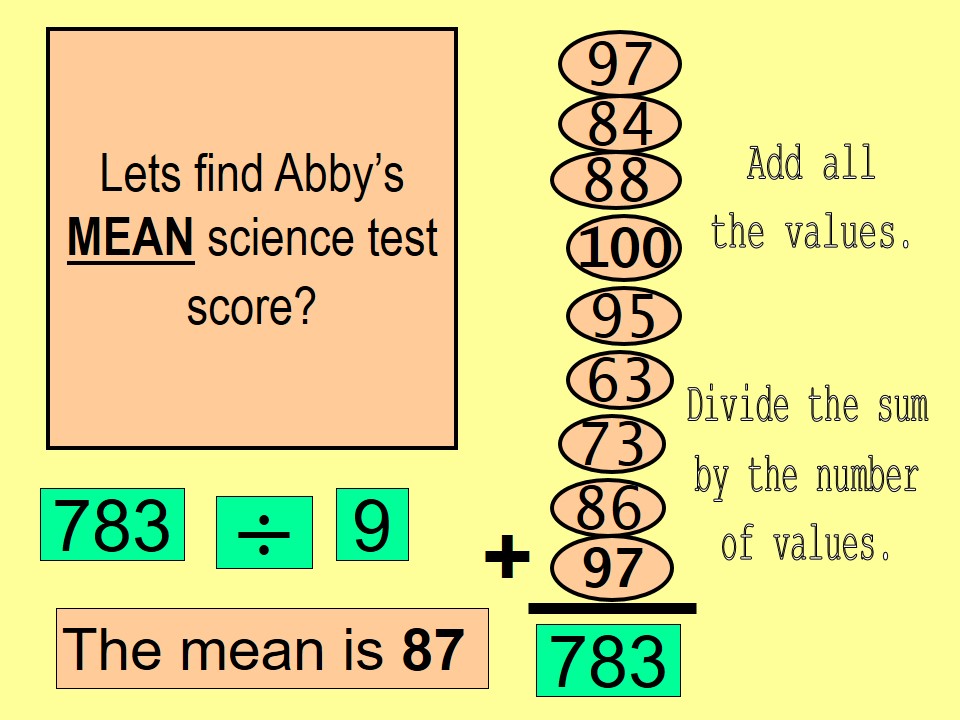 Lets find Abby’s
MEAN science test
score?
97
84
88
100
95
63
73
86
+ 97
783
Add all
the values.
Divide the sum
by the number
of values.
783 ÷ 9
The mean is 87